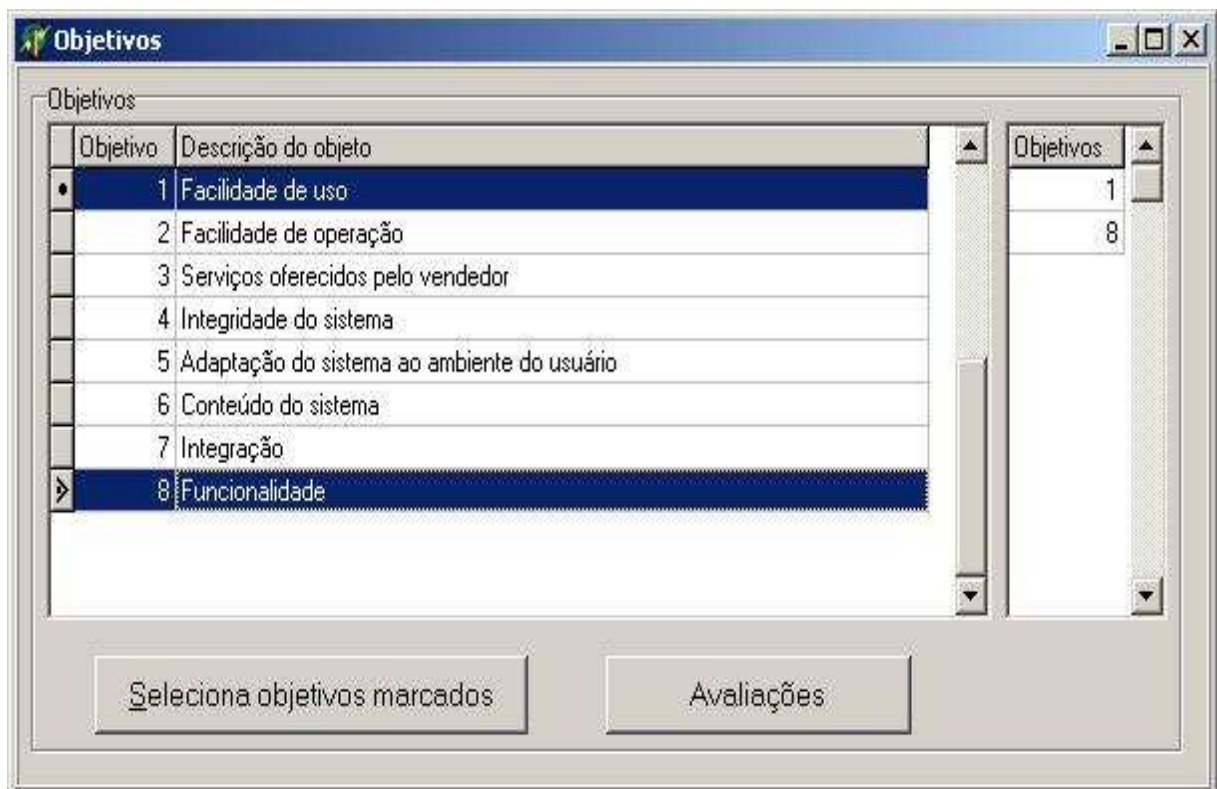 Objetivos
Objetivos
Objetivo Descrição do objeto Objetivos
1 Facilidade de uso 1
2 Facilidade de operação 8
3 Serviços oferecidos pelo vendedor
4 Integridade do sistema
5 Adaptação do sistema ao ambiente do usuário
6 Conteúdo do sistema
7 Integração
8 Funcionalidade
Seleciona objetivos marcados Avaliações